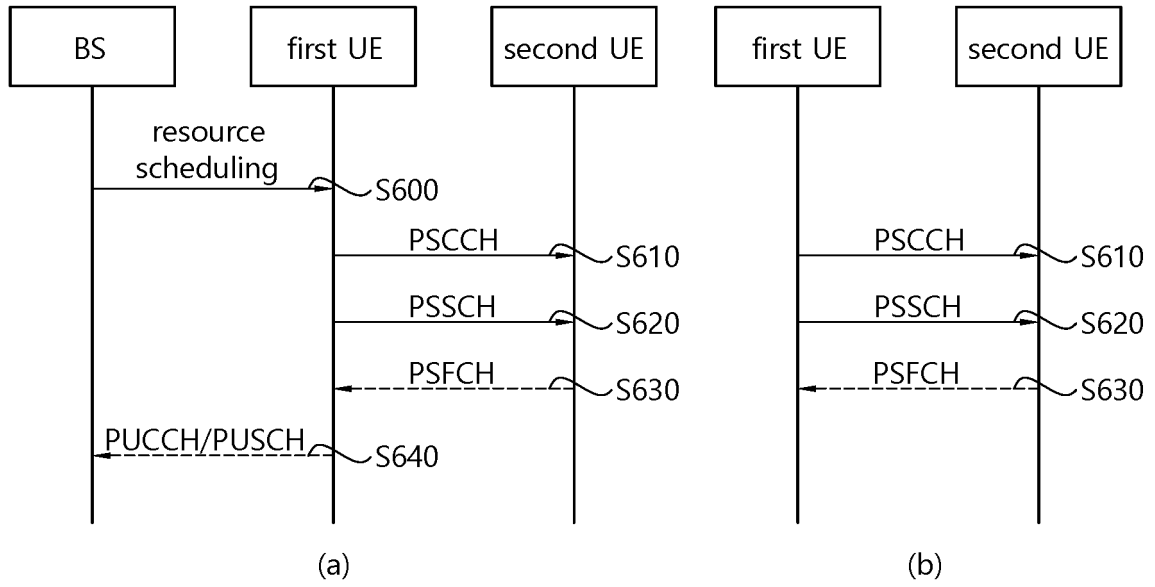 BS
first UE
second UE
resource
scheduling
S600
PSCCH
S610
PSSCH
S620
PSFCH
S630
PUCCH/PUSCH
S640
(a)
first UE
second UE
PSCCH
S610
PSSCH
S620
PSFCH
S630
(b)